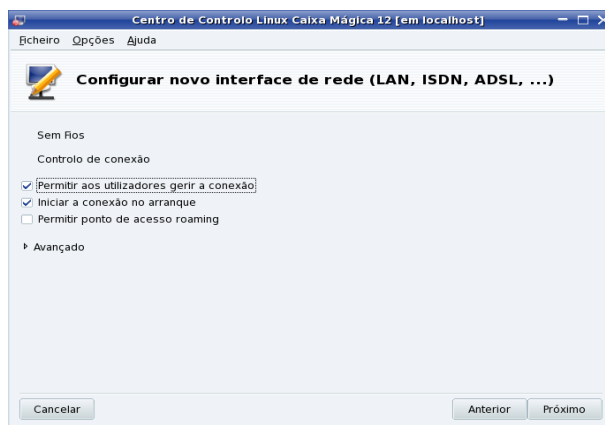 Centro de Controlo Linux Caixa Mágica 12 [em localhost]
Ficheiro Opções Ajuda
Configurar novo interface de rede (LAN, ISDN, ADSL, ...)
Sem Fios
Controlo de conexão
Permitir aos utilizadores gerir a conexão
Iniciar a conexão no arranque
Permitir ponto de acesso roaming
Avançado
Cancelar Anterior Próximo